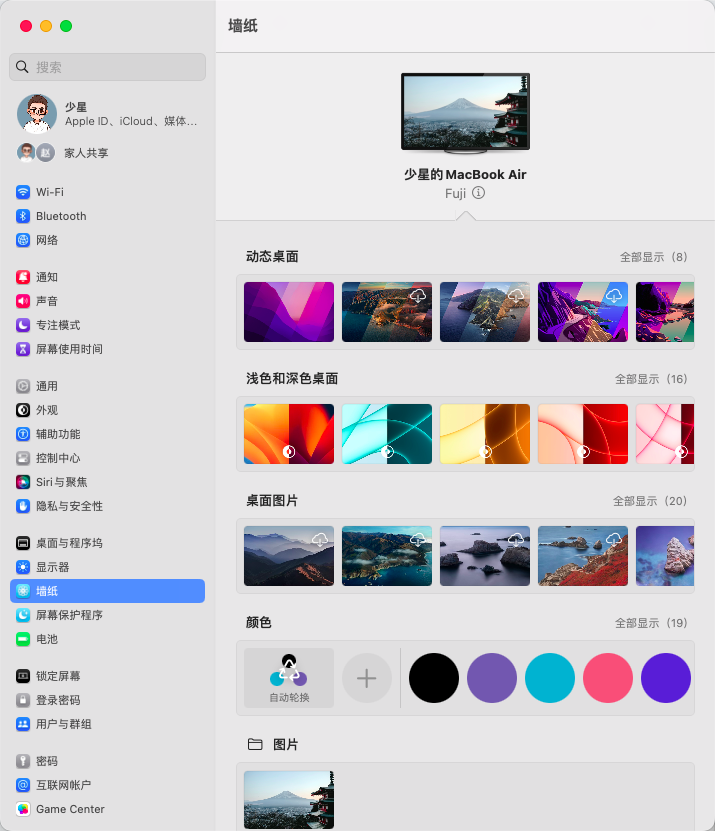 墙纸
搜索
少星
Apple ID、iCloud、媒体...
赵
家人共享
Wi-Fi
Bluetooth
网络
通知
声音
专注模式
屏幕使用时间
通用
外观
辅助功能
控制中心
Siri与聚焦
隐私与安全性
桌面与程序坞
显示器
墙纸
屏幕保护程序
电池
锁定屏幕
登录密码
用户与群组
密码
互联网帐户
Game Center
少星的 MacBook Air
Fuji
动态桌面
全部显示（8）
浅色和深色桌面
全部显示（16）
桌面图片
全部显示（20）
颜色
全部显示（19）
自动轮换
图片